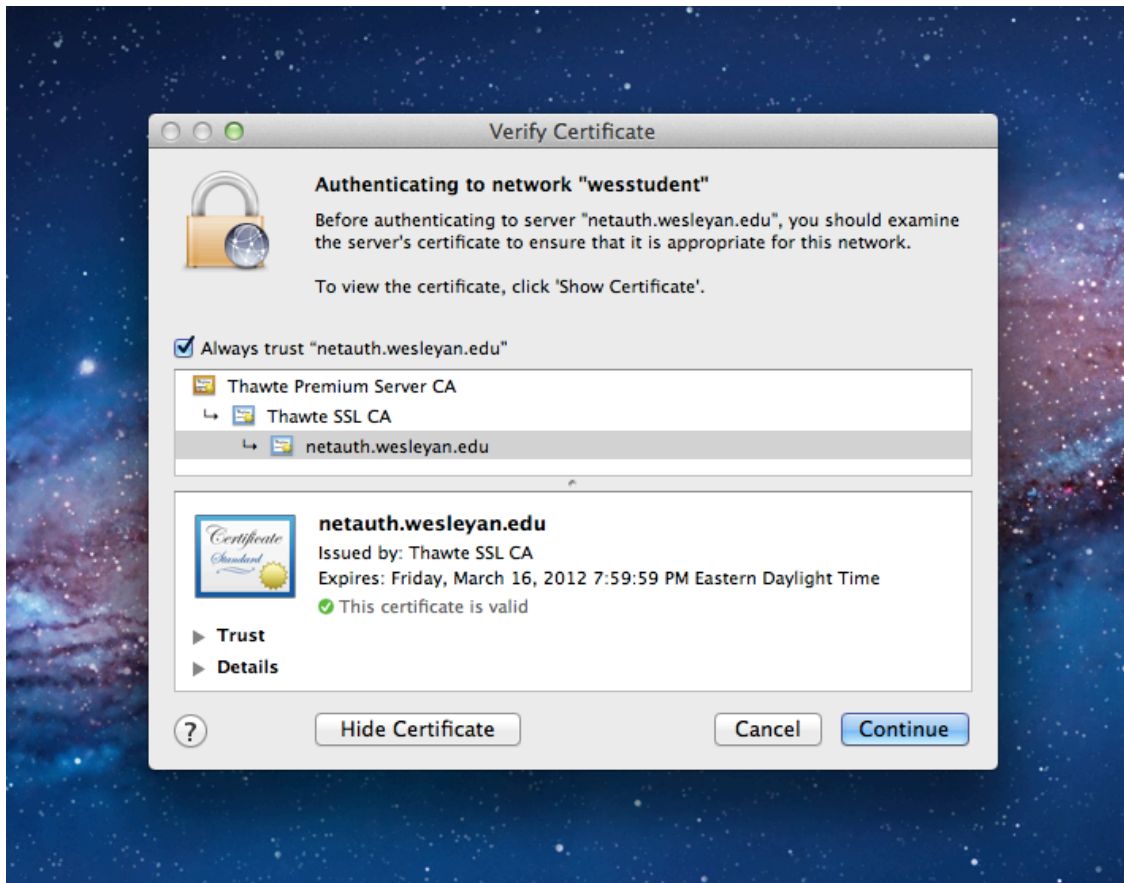 Verify Certificate
Authenticating to network "wesstudent"
Before authenticating to server "netauth.wesleyan.edu", you should examine
the server's certificate to ensure that it is appropriate for this network.
To view the certificate, click 'Show Certificate'.
Always trust “netauth.wesleyan.edu”
Thawte Premium Server CA
Thawte SSL CA
netauth.wesleyan.edu
Certificate
Standard
netauth.wesleyan.edu
Issued by: Thawte SSL CA
Expires: Friday, March 16, 2012 7:59:59 PM Eastern Daylight Time
This certificate is valid
Trust
Details
? Hide Certificate Cancel Continue